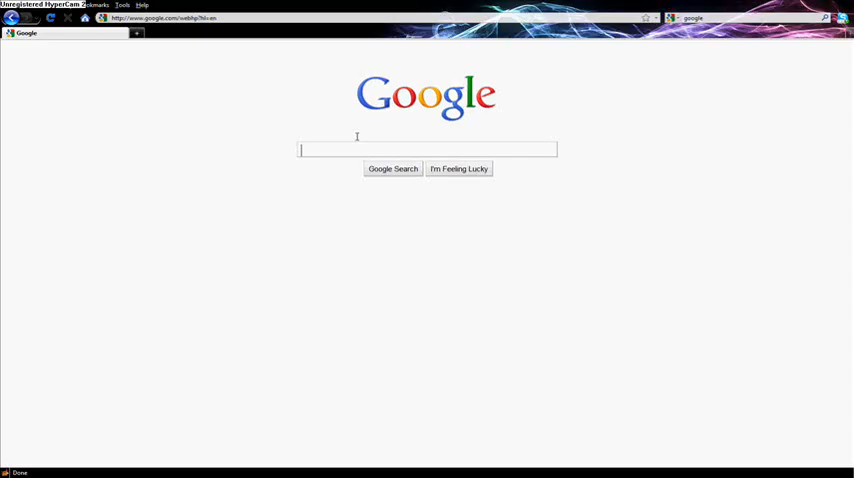 Unregistered HyperCam 2
ookmarks Tools Help
http://www.google.com/webhp?hl=en
google
Google
Google
Google Search I'm Feeling Lucky
Done